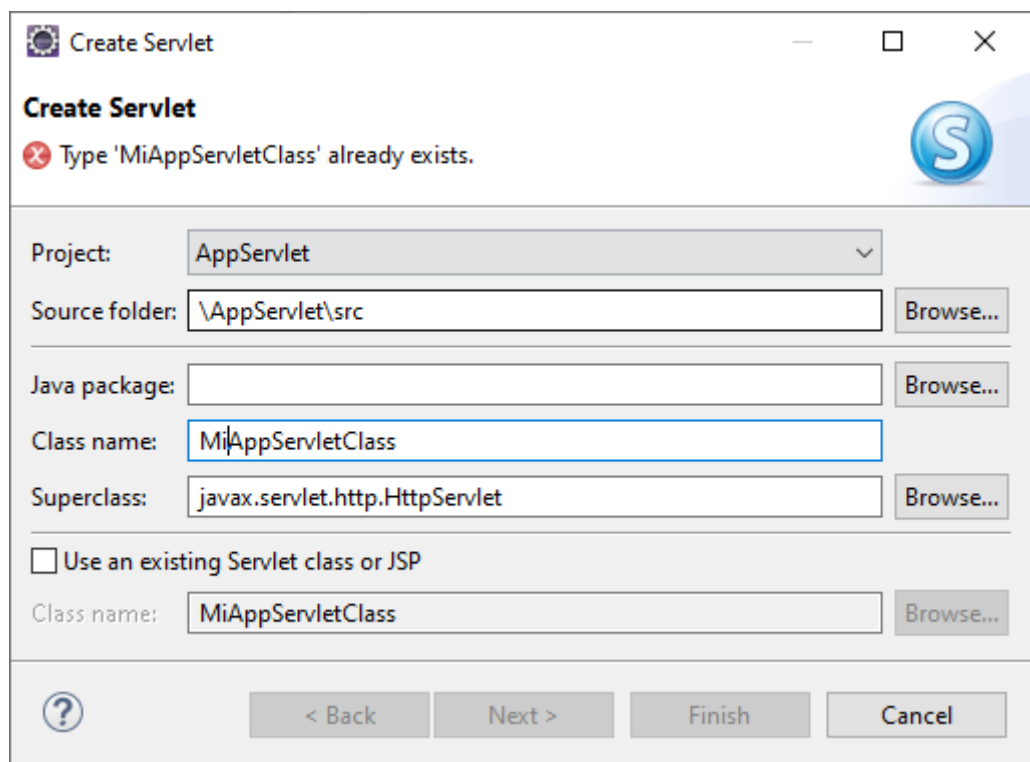 Create Servlet
Create Servlet
Type 'MiAppServletClass' already exists.
S
Project: AppServlet
Source folder: \AppServlet\src Browse...
Java package: Browse...
Class name: MiAppServletClass
Superclass: javax.servlet.http.HttpServlet Browse...
Use an existing Servlet class or JSP
Class name: MiAppServletClass Browse...
? < Back Next > Finish Cancel